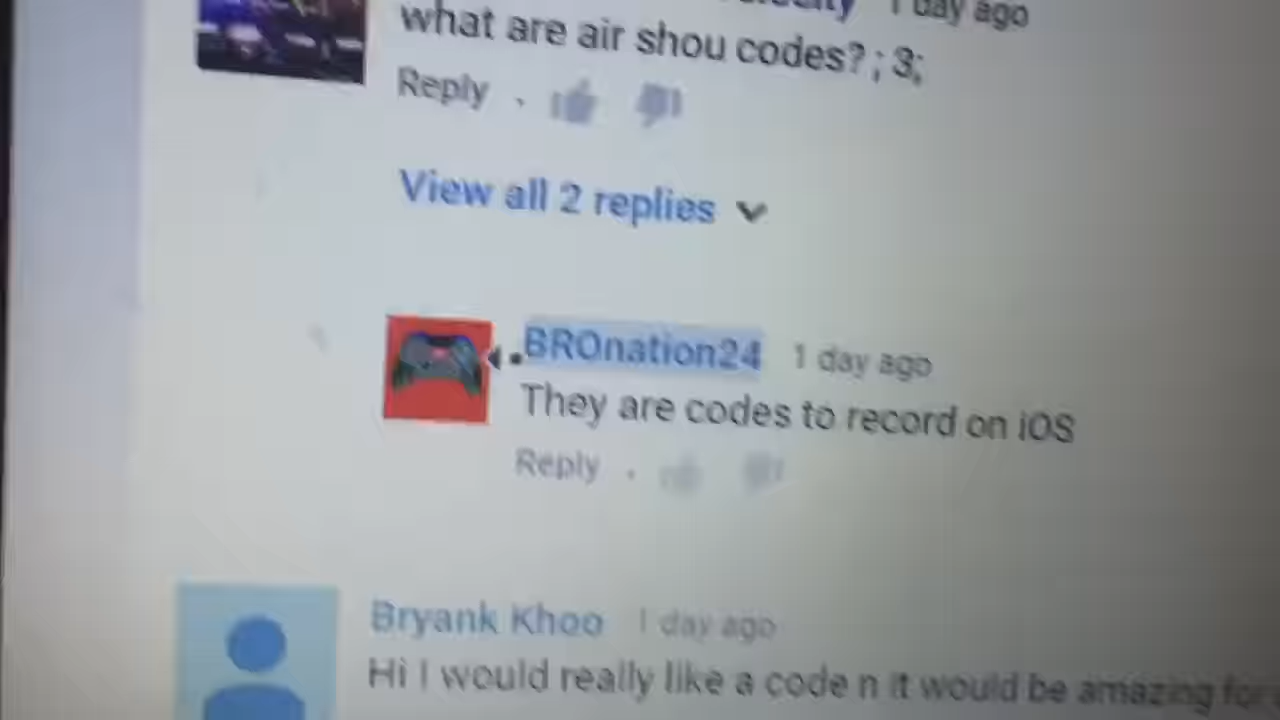 1 day ago
what are air shou codes? ; 3;
Reply
View all 2 replies
BROnation24 1 day ago
They are codes to record on iOS
Reply
Bryank Khoo 1 day ago
Hi I would really like a code n it would be amazing for